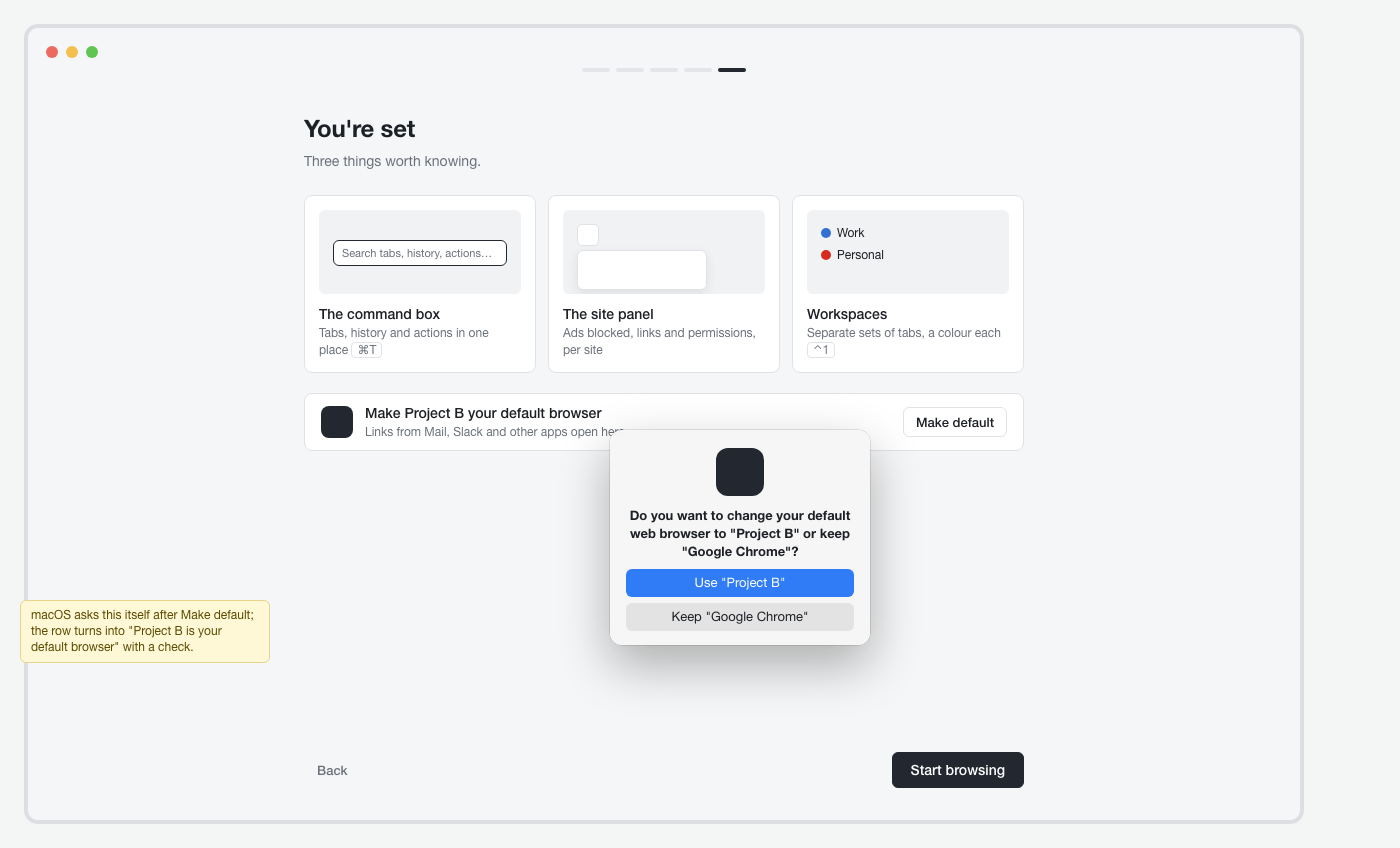 You're set
Three things worth knowing.
Search tabs, history, actions…
The command box
Tabs, history and actions in one
place ⌘T
The site panel
Ads blocked, links and permissions,
per site
Work
Personal
Workspaces
Separate sets of tabs, a colour each
^1
Make Project B your default browser
Links from Mail, Slack and other apps open here
Make default
Do you want to change your default
web browser to "Project B" or keep
"Google Chrome"?
Use "Project B"
Keep "Google Chrome"
macOS asks this itself after Make default;
the row turns into "Project B is your
default browser" with a check.
Back
Start browsing